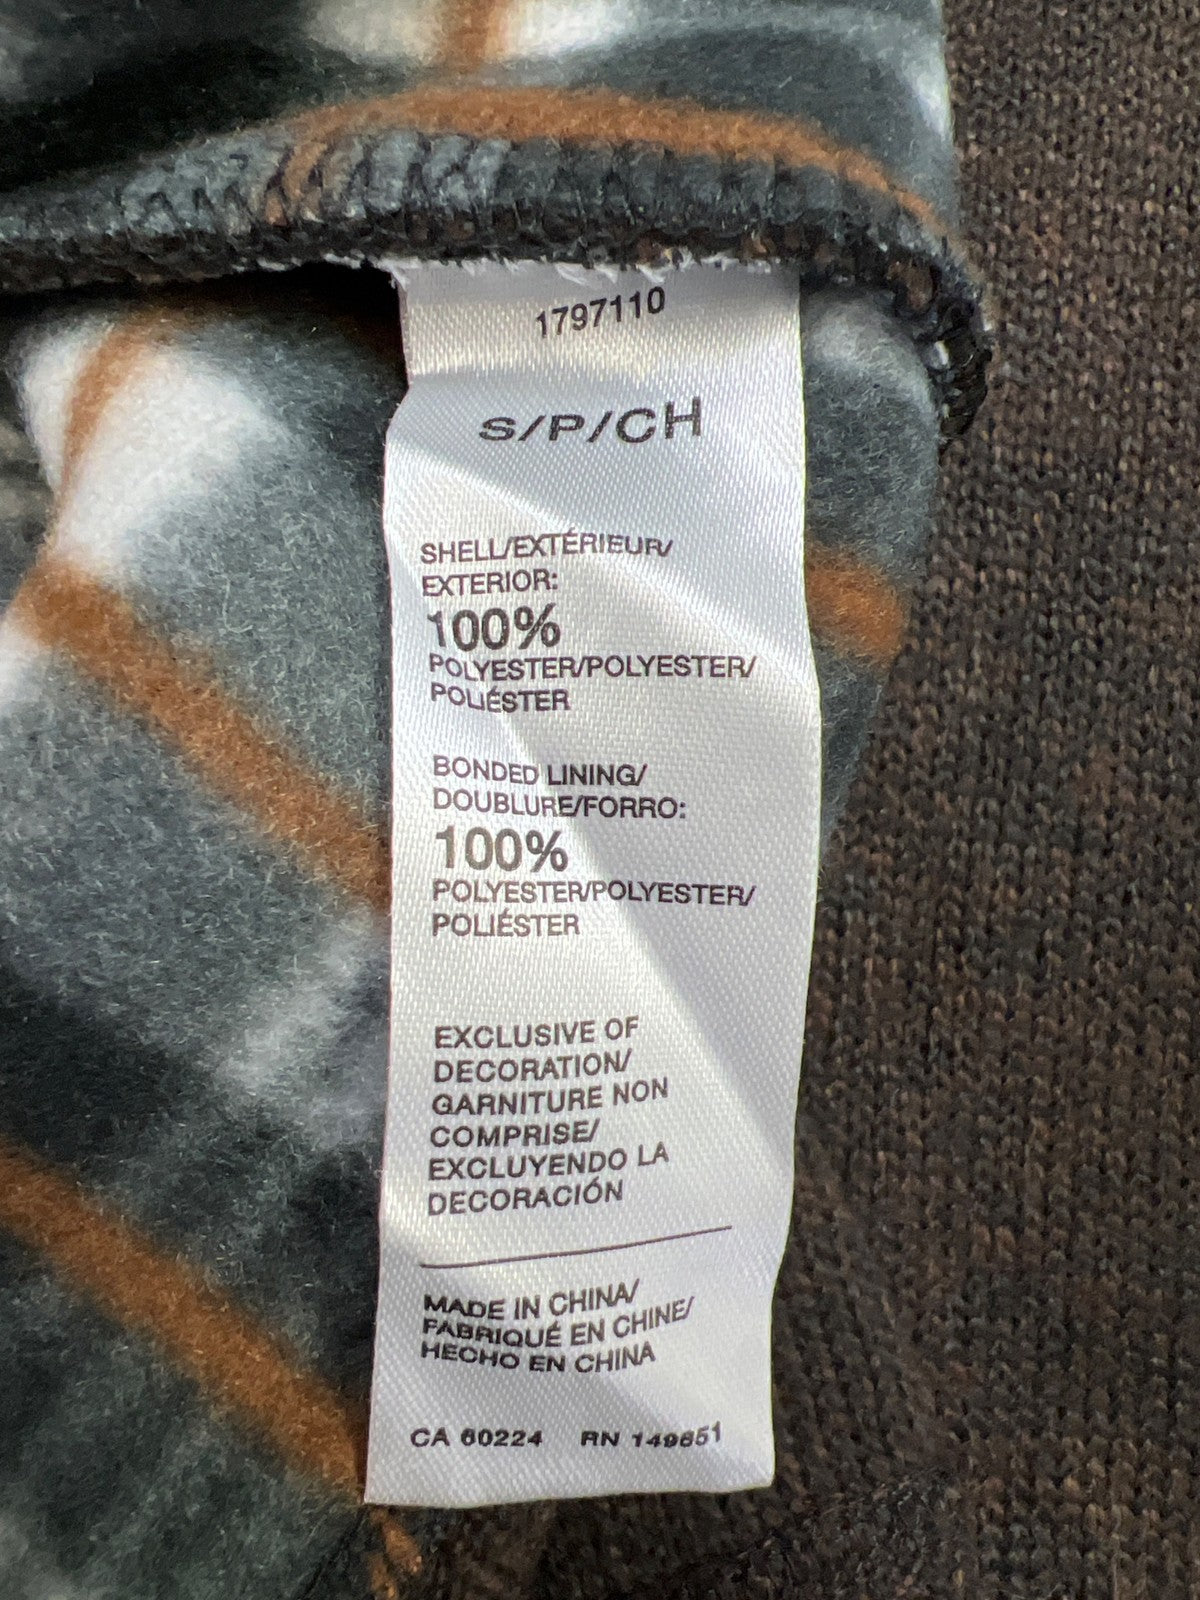 1797110
S/P/CH
SHELL/EXTÉRIEUR/
EXTERIOR:
100%
POLYESTER/POLYESTER/
POLIÉSTER
BONDED LINING/
DOUBLURE/FORRO:
100%
POLYESTER/POLYESTER/
POLIÉSTER
EXCLUSIVE OF
DECORATION/
GARNITURE NON
COMPRISE/
EXCLUYENDO LA
DECORACIÓN
MADE IN CHINA/
FABRIQUÉ EN CHINE/
HECHO EN CHINA
CA 60224 RN 149651